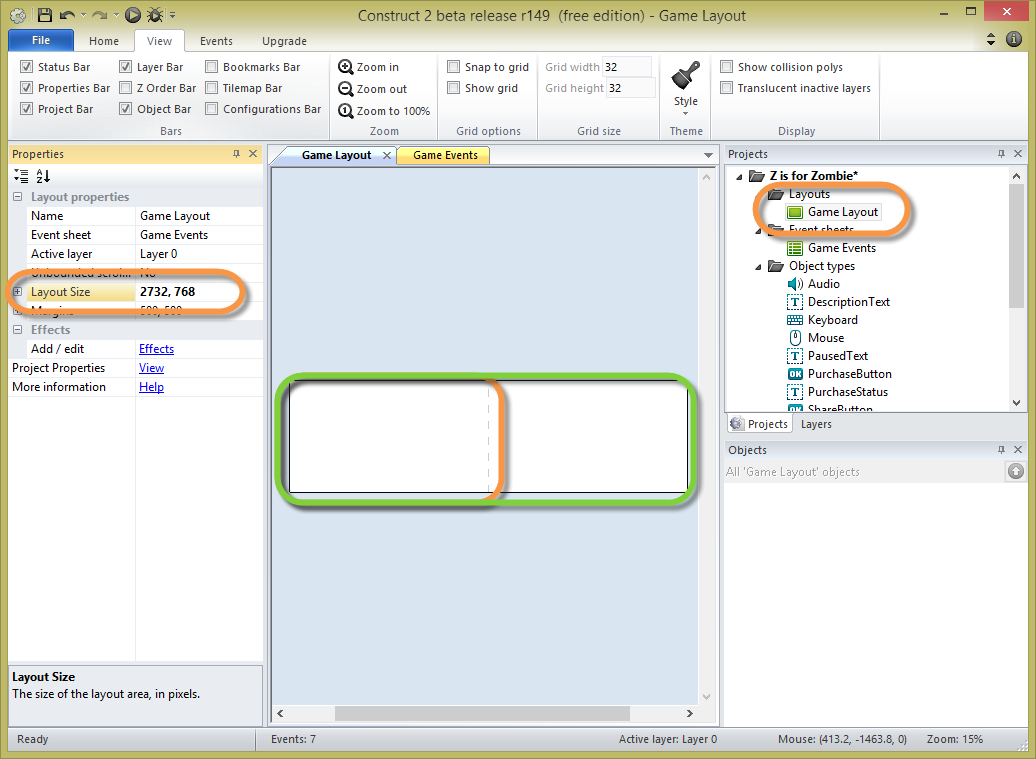 Construct 2 beta release r149 (free edition) - Game Layout
File Home View Events Upgrade
Status Bar Layer Bar Bookmarks Bar Zoom in Snap to grid Grid width 32 Show collision polys
Properties Bar Z Order Bar Tilemap Bar Zoom out Show grid Grid height 32 Style Translucent inactive layers
Project Bar Object Bar Configurations Bar Zoom to 100%
Bars Zoom Grid options Grid size Theme Display
Properties
Layout properties
Name Game Layout
Event sheet Game Events
Active layer Layer 0
Unbounded scrol... No
Layout Size 2732, 768
Margins 500, 500
Effects
Add / edit Effects
Project Properties View
More information Help
Layout Size
The size of the layout area, in pixels.
Game Layout Game Events
Projects
Z is for Zombie*
Layouts
Game Layout
Event sheets
Game Events
Object types
Audio
T DescriptionText
Keyboard
Mouse
T PausedText
OK PurchaseButton
T PurchaseStatus
OK ShareButton
Projects Layers
Objects
All 'Game Layout' objects
Ready Events: 7 Active layer: Layer 0 Mouse: (413.2, -1463.8, 0) Zoom: 15%